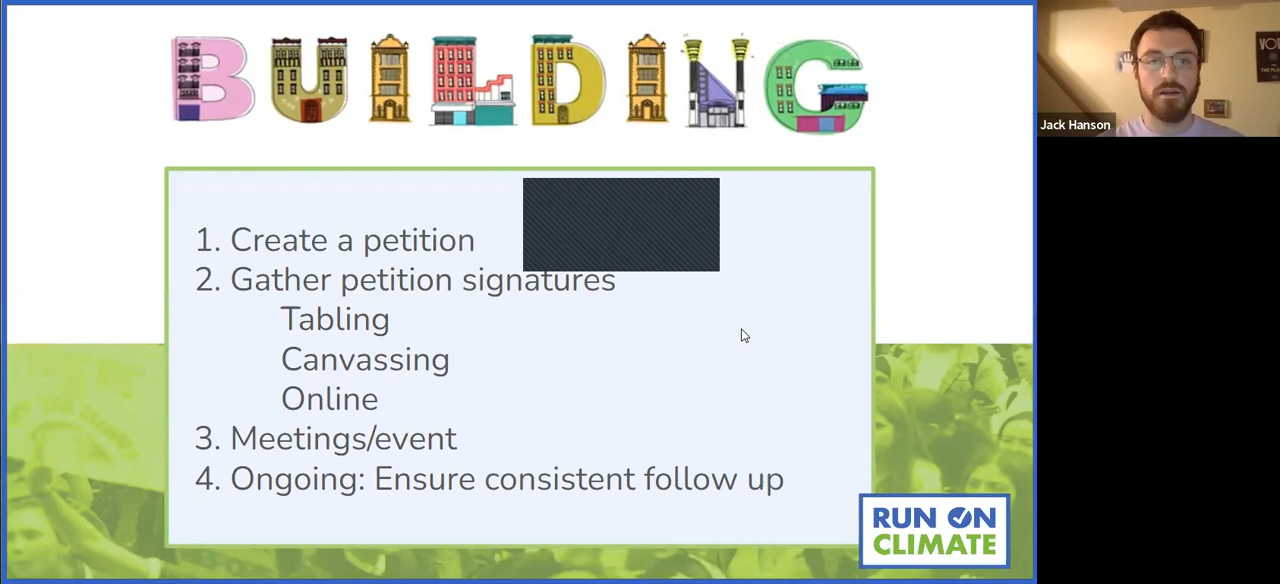 BUILDING
Jack Hanson
1. Create a petition
2. Gather petition signatures
Tabling
Canvassing
Online
3. Meetings/event
4. Ongoing: Ensure consistent follow up
RUN ON
CLIMATE